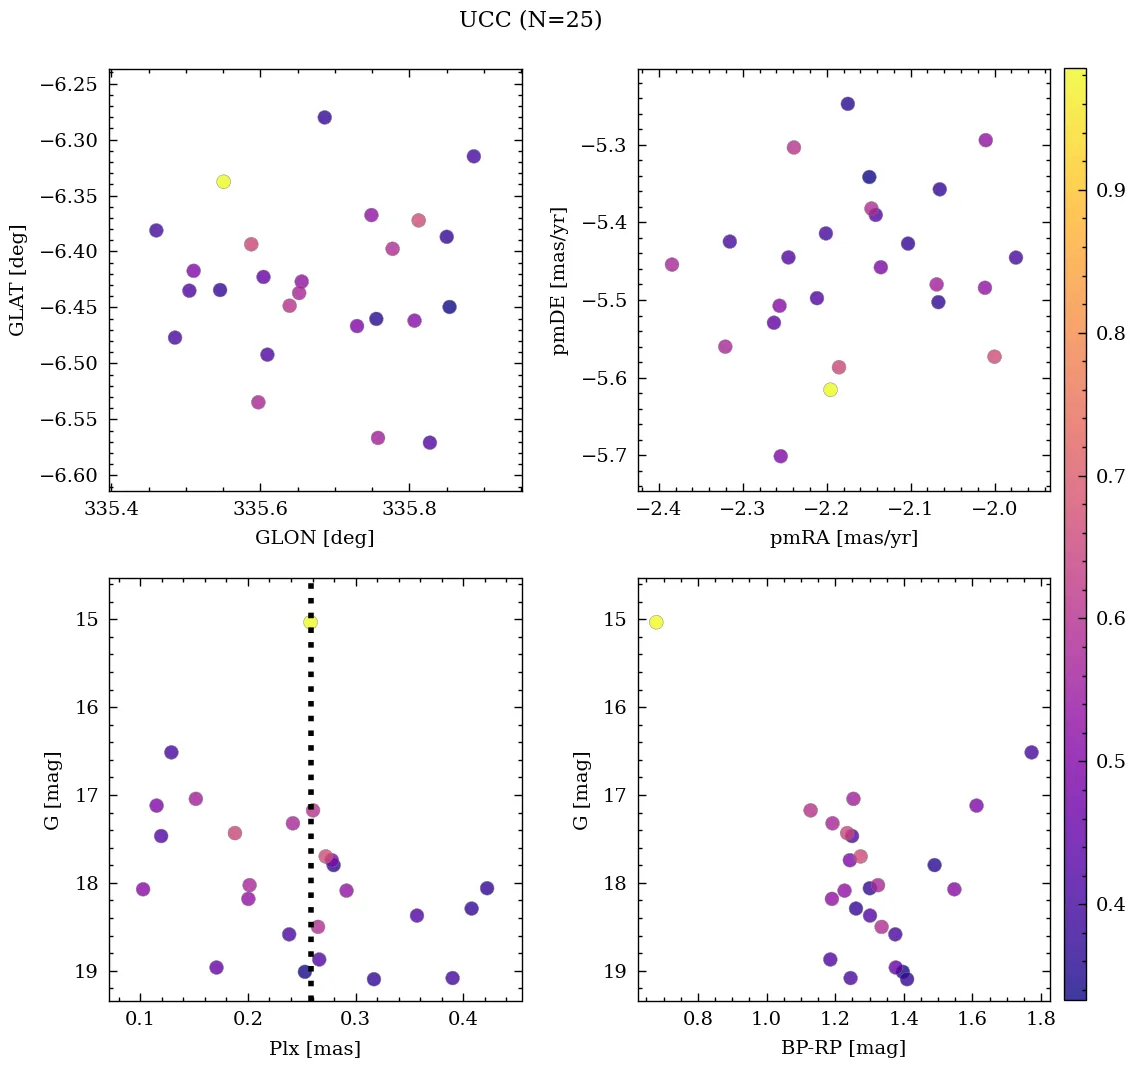 UCC (N=25)
−6.25
−6.30
−6.35
−6.40
−6.45
−6.50
−6.55
−6.60
GLAT [deg]
335.4 335.6 335.8
GLON [deg]
−5.3
−5.4
−5.5
−5.6
−5.7
pmDE [mas/yr]
−2.4 −2.3 −2.2 −2.1 −2.0
pmRA [mas/yr]
0.9
0.8
0.7
0.6
0.5
0.4
15
16
17
18
19
G [mag]
0.1 0.2 0.3 0.4
Plx [mas]
15
16
17
18
19
G [mag]
0.8 1.0 1.2 1.4 1.6 1.8
BP-RP [mag]